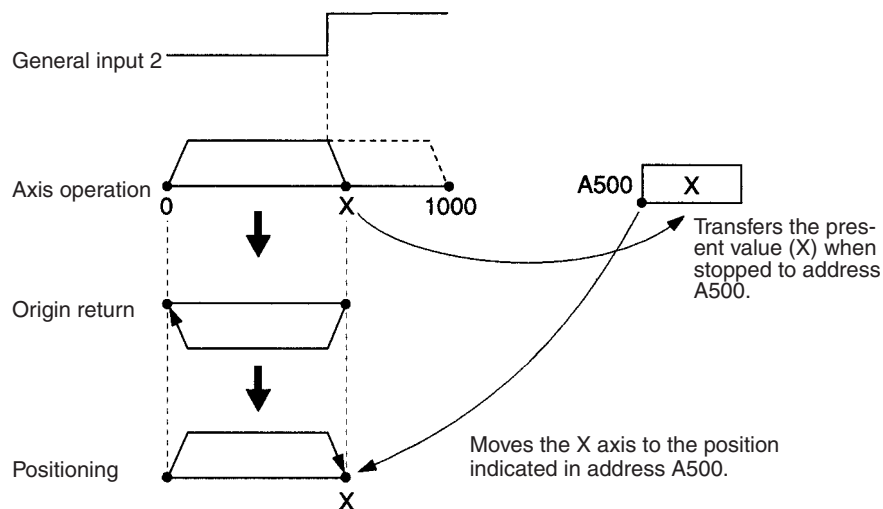 General input 2
Axis operation
0
X
1000
A500
X
Transfers the pres-
ent value (X) when
stopped to address
A500.
Origin return
Moves the X axis to the position
indicated in address A500.
Positioning
X